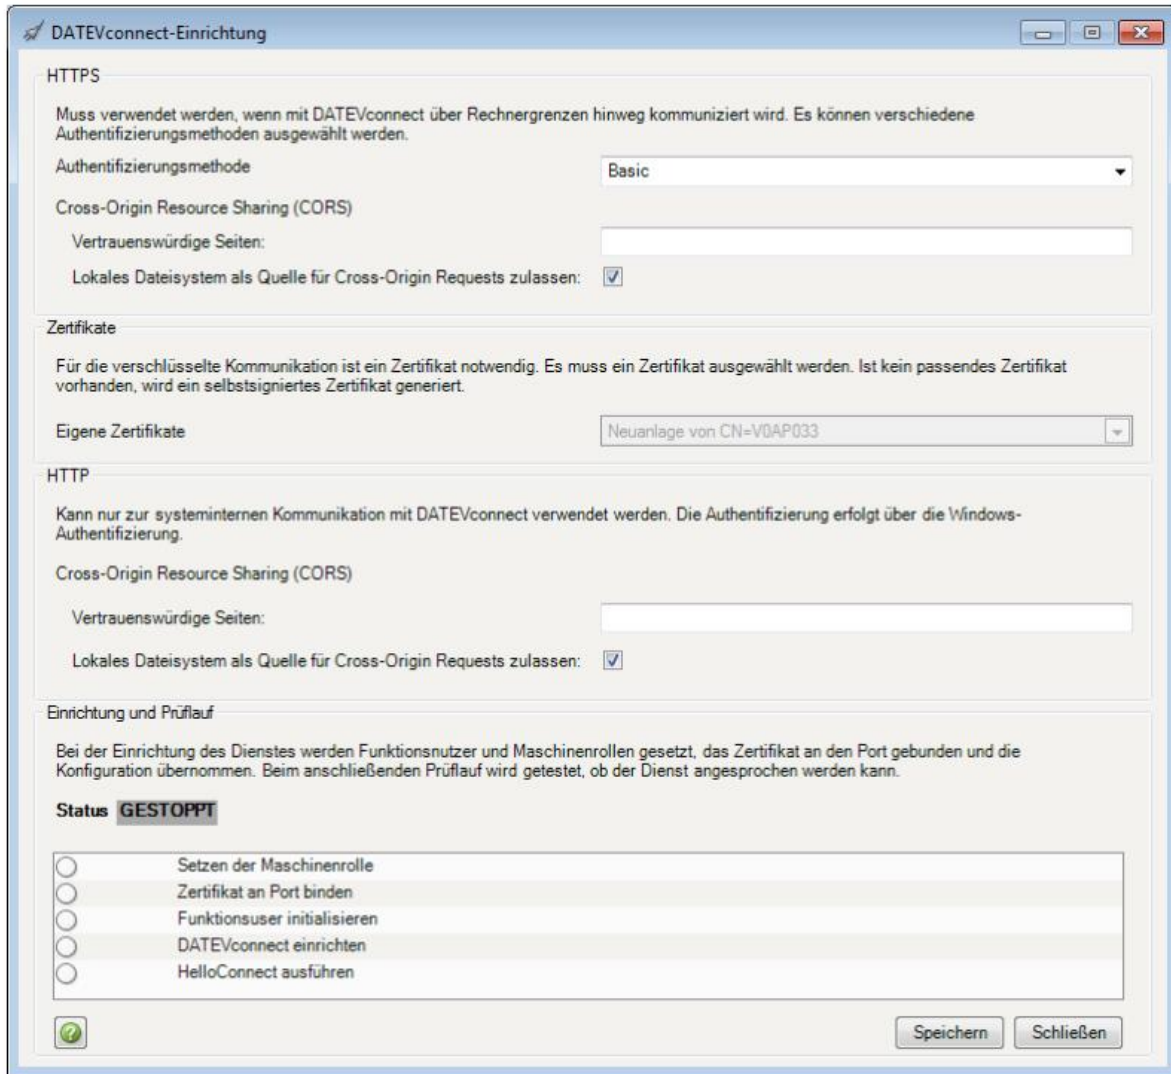 DATEVconnect-Einrichtung
HTTPS
Muss verwendet werden, wenn mit DATEVconnect über Rechnergrenzen hinweg kommuniziert wird. Es können verschiedene
Authentifizierungsmethoden ausgewählt werden.
Authentifizierungsmethode
Basic
Cross-Origin Resource Sharing (CORS)
Vertrauenswürdige Seiten:
Lokales Dateisystem als Quelle für Cross-Origin Requests zulassen:
Zertifikate
Für die verschlüsselte Kommunikation ist ein Zertifikat notwendig. Es muss ein Zertifikat ausgewählt werden. Ist kein passendes Zertifikat
vorhanden, wird ein selbstsigniertes Zertifikat generiert.
Eigene Zertifikate
Neuanlage von CN=V0AP033
HTTP
Kann nur zur systeminternen Kommunikation mit DATEVconnect verwendet werden. Die Authentifizierung erfolgt über die Windows-
Authentifizierung.
Cross-Origin Resource Sharing (CORS)
Vertrauenswürdige Seiten:
Lokales Dateisystem als Quelle für Cross-Origin Requests zulassen:
Einrichtung und Prüflauf
Bei der Einrichtung des Dienstes werden Funktionsnutzer und Maschinenrollen gesetzt, das Zertifikat an den Port gebunden und die
Konfiguration übernommen. Beim anschließenden Prüflauf wird getestet, ob der Dienst angesprochen werden kann.
Status GESTOPPT
Setzen der Maschinenrolle
Zertifikat an Port binden
Funktionsuser initialisieren
DATEVconnect einrichten
HelloConnect ausführen
Speichern
Schließen